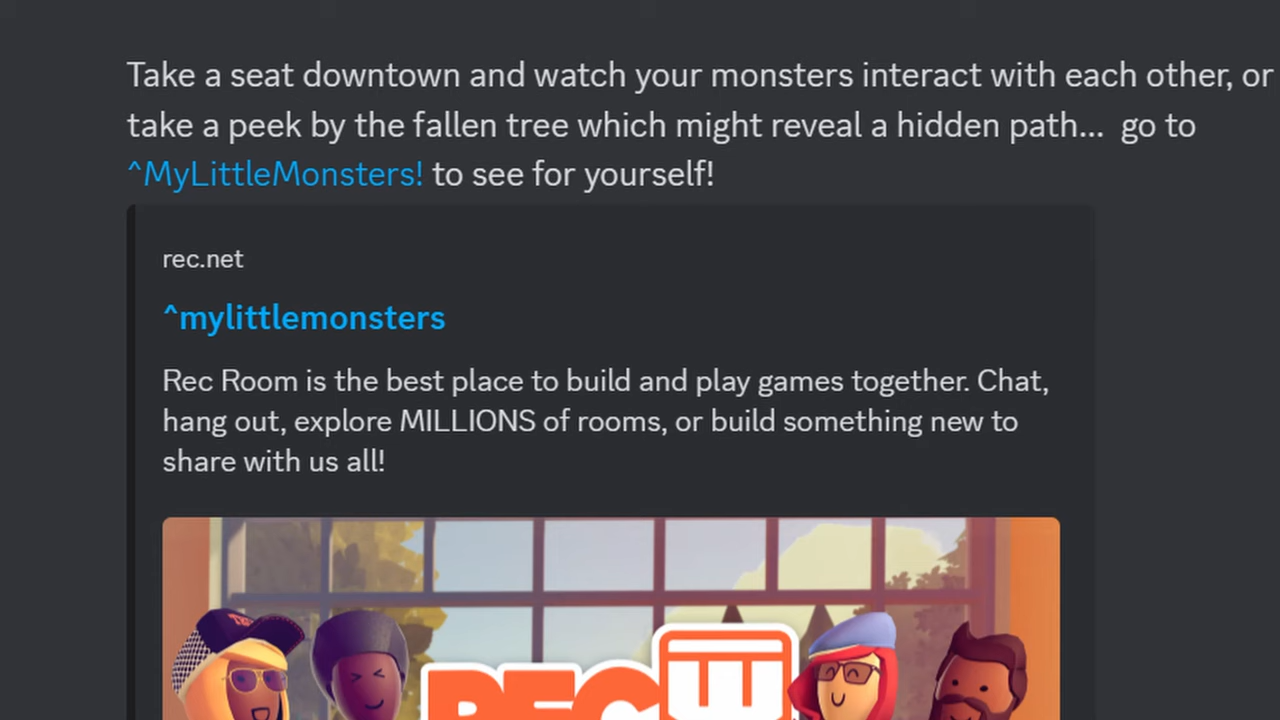 Take a seat downtown and watch your monsters interact with each other, or
take a peek by the fallen tree which might reveal a hidden path... go to
^MyLittleMonsters! to see for yourself!
rec.net
^mylittlemonsters
Rec Room is the best place to build and play games together. Chat,
hang out, explore MILLIONS of rooms, or build something new to
share with us all!
REC